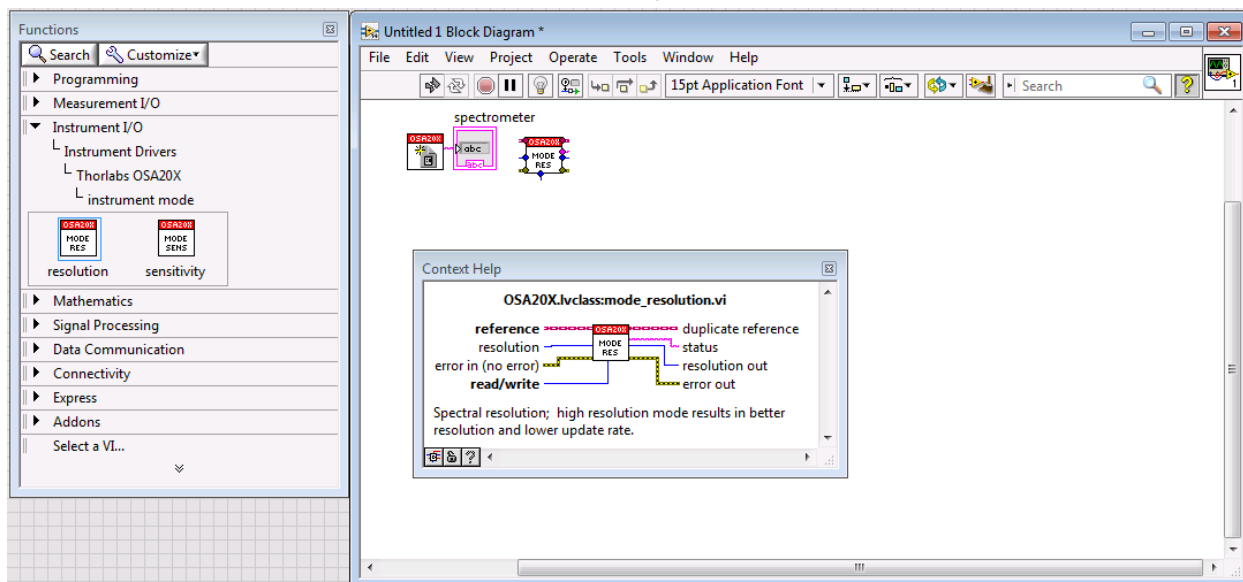 Functions
Search Customize
Programming
Measurement I/O
Instrument I/O
Instrument Drivers
Thorlabs OSA20X
instrument mode
OSA20X
MODE
RES
OSA20X
MODE
SENS
resolution sensitivity
Mathematics
Signal Processing
Data Communication
Connectivity
Express
Addons
Select a VI...
Untitled 1 Block Diagram *
File Edit View Project Operate Tools Window Help
15pt Application Font Search
1
spectrometer
OSA20X
abc
abc
OSA20X
MODE
RES
Context Help
OSA20X.lvclass:mode_resolution.vi
reference OSA20X duplicate reference
resolution MODE status
error in (no error) RES resolution out
read/write error out
Spectral resolution; high resolution mode results in better
resolution and lower update rate.